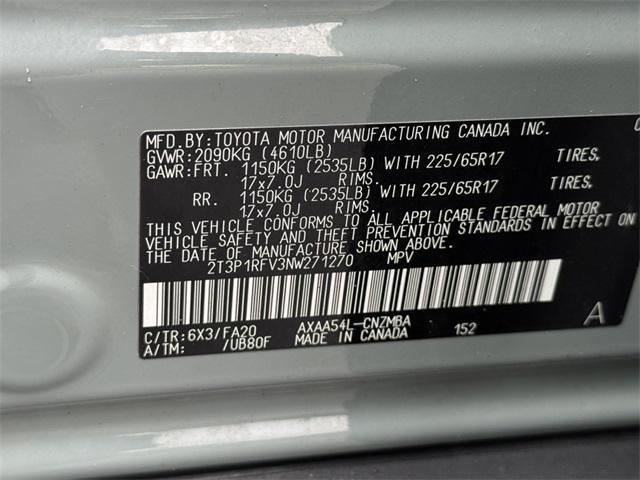 MFD.BY:TOYOTA MOTOR MANUFACTURING CANADA INC.
GVWR:2090KG (4610LB)
GAWR:FRT. 1150KG (2535LB) WITH 225/65R17 TIRES,
17x7.0J RIMS.
RR. 1150KG (2535LB) WITH 225/65R17 TIRES,
17x7.0J RIMS.
THIS VEHICLE CONFORMS TO ALL APPLICABLE FEDERAL MOTOR
VEHICLE SAFETY AND THEFT PREVENTION STANDARDS IN EFFECT ON
THE DATE OF MANUFACTURE SHOWN ABOVE.
2T3P1RFV3NW271270 MPV
C/TR:6X3/FA20 AXAA54L-CNZMBA 152 A
A/TM: /UB80F MADE IN CANADA